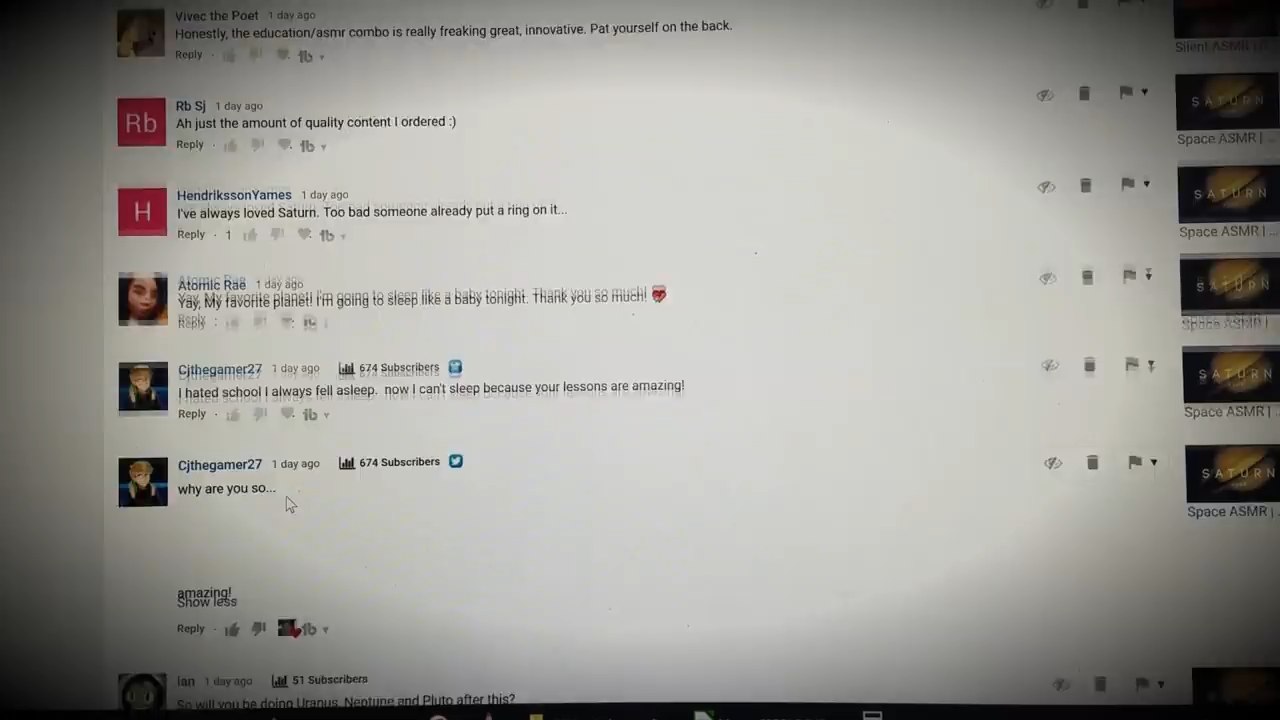 Vivec the Poet 1 day ago
Honestly, the education/asmr combo is really freaking great, innovative. Pat yourself on the back.
Reply
Silent ASMR
Rb Sj 1 day ago
Rb
Ah just the amount of quality content I ordered :)
Reply
SATURN
Space ASMR | ...
HendrikssonYames 1 day ago
H
I've always loved Saturn. Too bad someone already put a ring on it...
Reply · 1
SATURN
Space ASMR | ...
Atomic Rae 1 day ago
Yay, My favorite planet! I'm going to sleep like a baby tonight. Thank you so much!
Reply
SATURN
Space ASMR |
Cjthegamer27 1 day ago 674 Subscribers
I hated school I always fell asleep. now I can't sleep because your lessons are amazing!
Reply
SATURN
Space ASMR |
Cjthegamer27 1 day ago 674 Subscribers
why are you so...
SATURN
Space ASMR |
amazing!
Show less
Reply
Ian 1 day ago 51 Subscribers
So will you be doing Uranus, Neptune and Pluto after this?